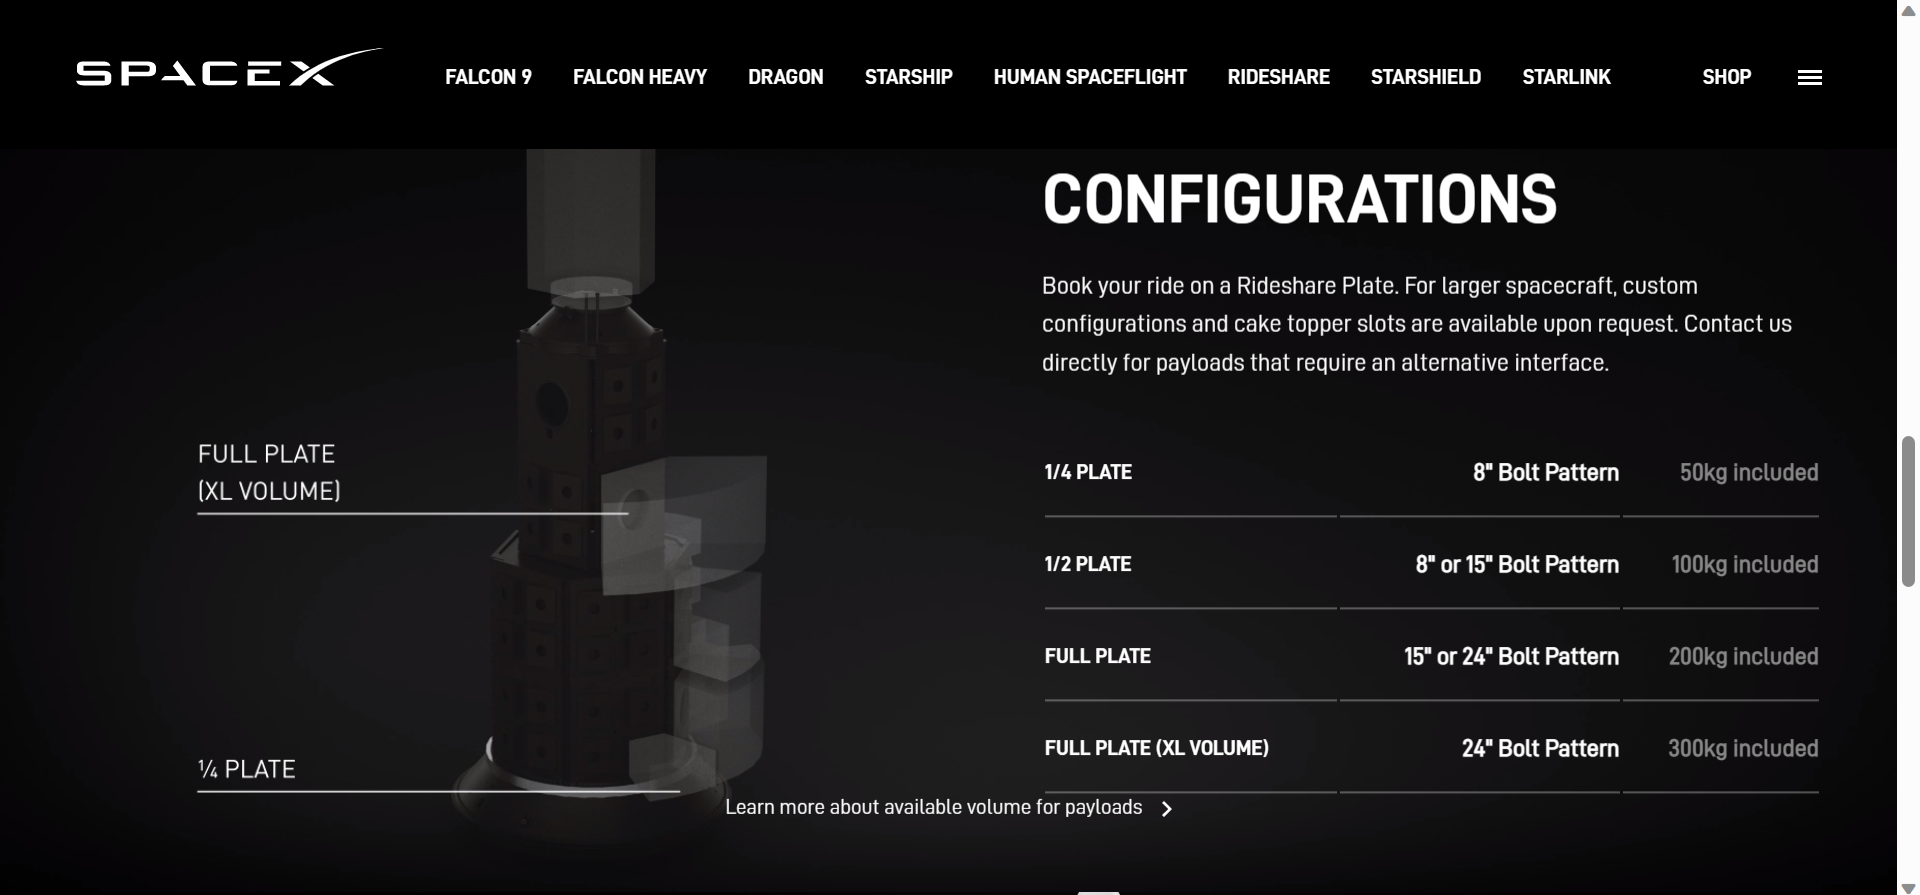 SPACEX
FALCON 9
FALCON HEAVY
DRAGON
STARSHIP
HUMAN SPACEFLIGHT
RIDESHARE
STARSHIELD
STARLINK
SHOP
CONFIGURATIONS
Book your ride on a Rideshare Plate. For larger spacecraft, custom
configurations and cake topper slots are available upon request. Contact us
directly for payloads that require an alternative interface.
FULL PLATE
(XL VOLUME)
¼ PLATE
1/4 PLATE 8" Bolt Pattern 50kg included
1/2 PLATE 8" or 15" Bolt Pattern 100kg included
FULL PLATE 15" or 24" Bolt Pattern 200kg included
FULL PLATE (XL VOLUME) 24" Bolt Pattern 300kg included
Learn more about available volume for payloads